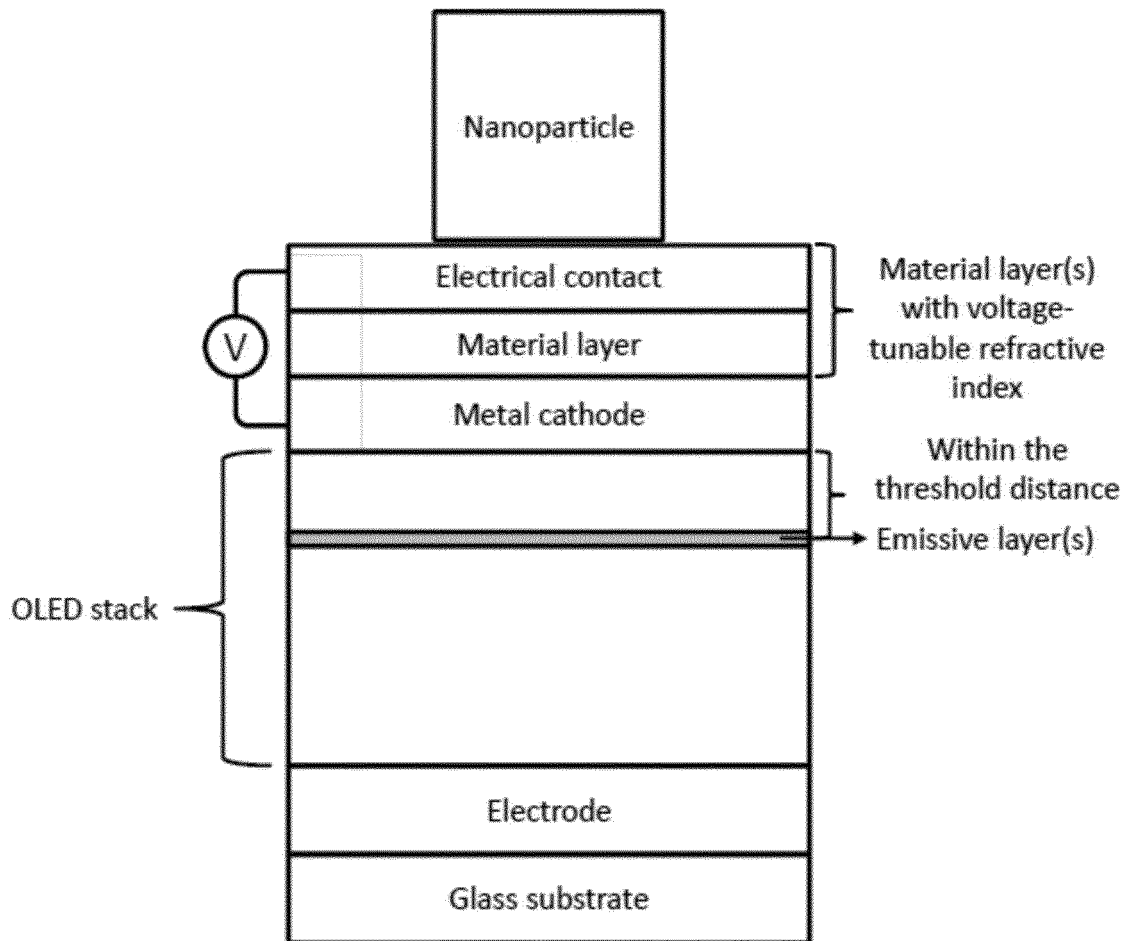 Nanoparticle
Electrical contact
Material layer
Metal cathode
V
Material layer(s)
with voltage-
tunable refractive
index
Within the
threshold distance
Emissive layer(s)
OLED stack
Electrode
Glass substrate